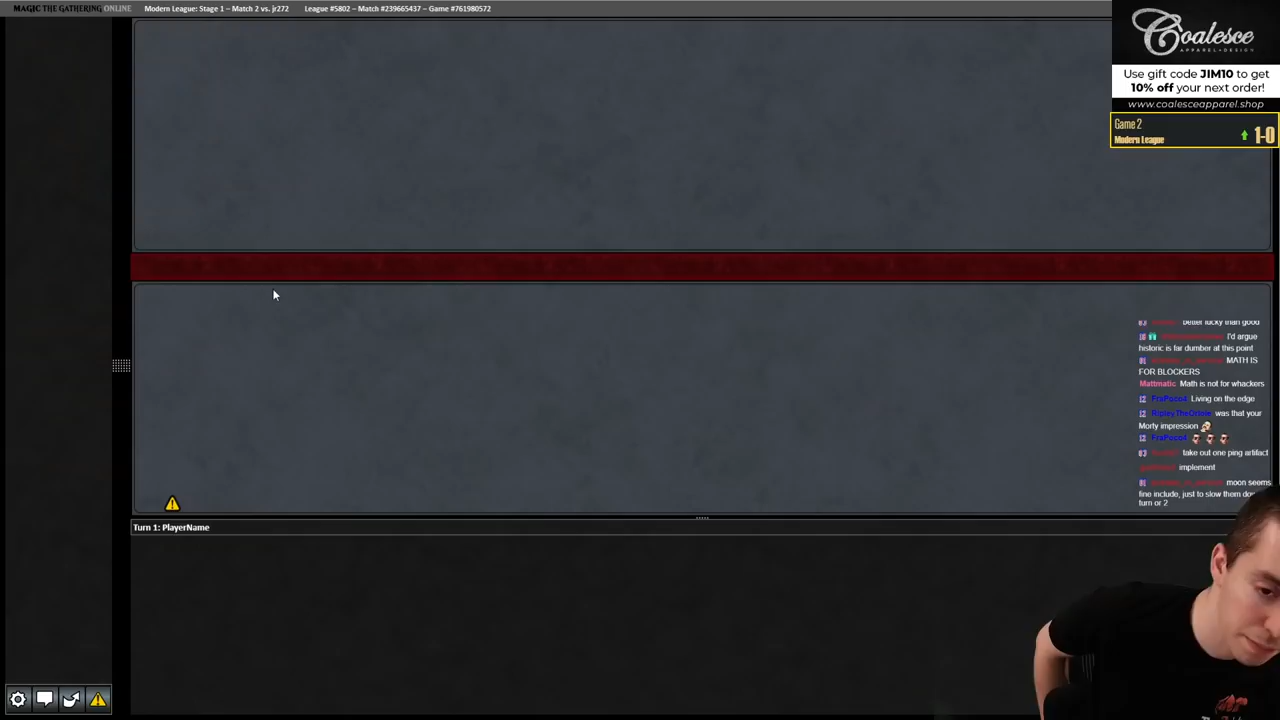 MAGIC THE GATHERING ONLINE Modern League: Stage 1 – Match 2 vs. jr272 League #5802 – Match #239665437 – Game #761980572
Coalesce
APPAREL+DESIGN
Use gift code JIM10 to get
10% off your next order!
www.coalesceapparel.shop
Game 2
Modern League
1-0
better lucky than good
I'd argue
historic is far dumber at this point
MATH IS
FOR BLOCKERS
Mattmatic Math is not for whackers
FraPoco4 Living on the edge
RipleyTheOriole was that your
Morty impression
FraPoco4
take out one ping artifact
implement
moon seems
fine include, just to slow them
turn or 2
Turn 1: PlayerName